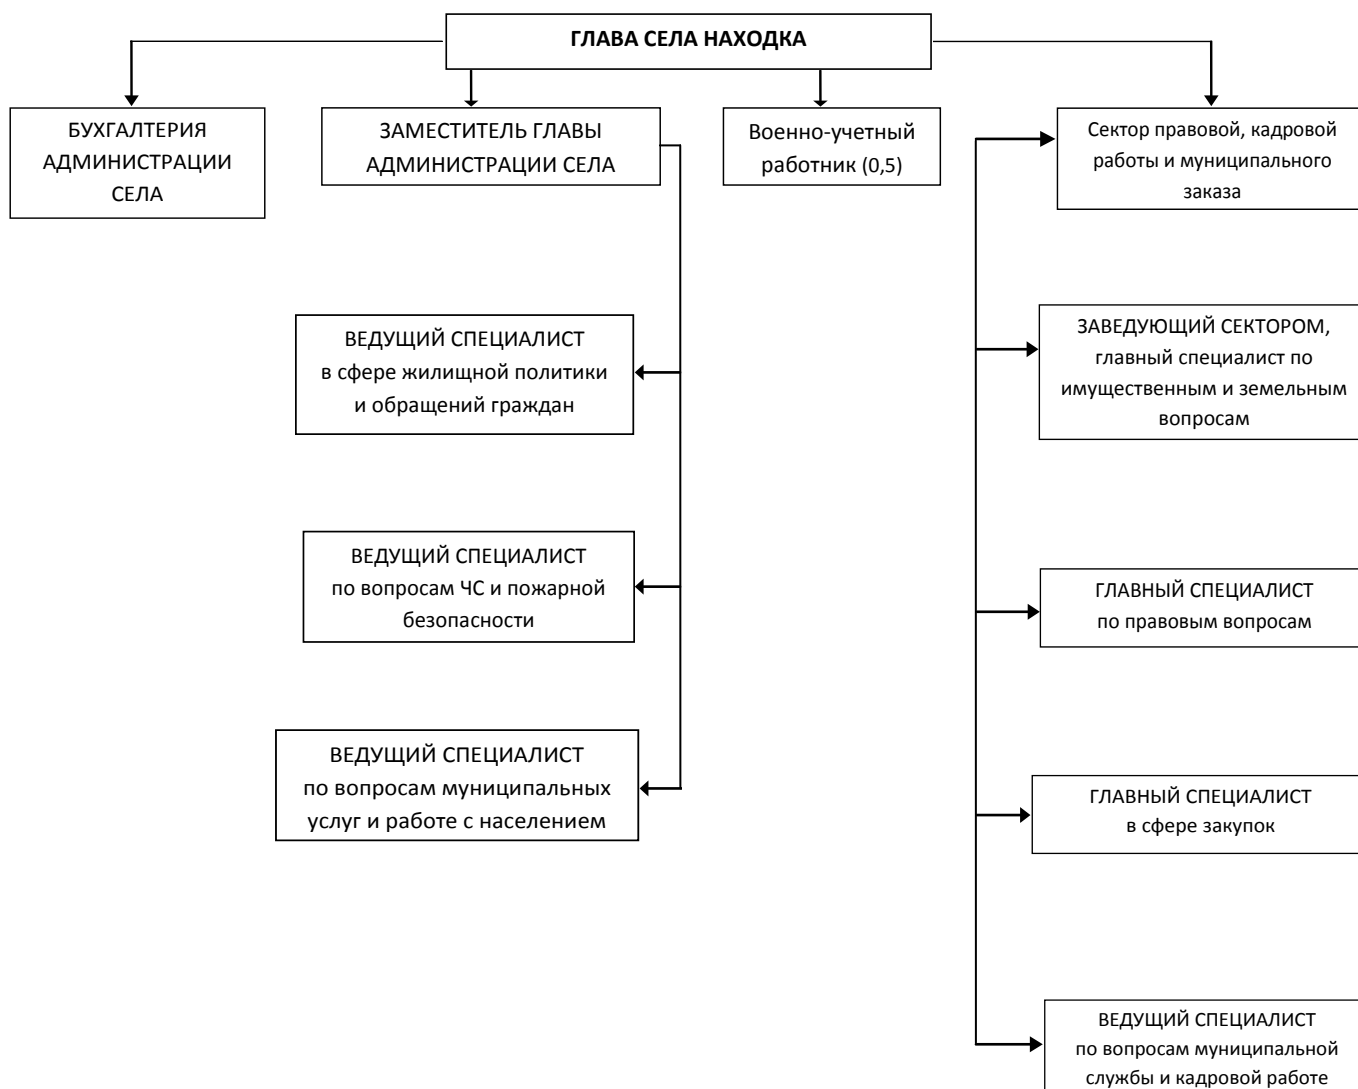 ГЛАВА СЕЛА НАХОДКА
БУХГАЛТЕРИЯ
АДМИНИСТРАЦИИ
СЕЛА
ЗАМЕСТИТЕЛЬ ГЛАВЫ
АДМИНИСТРАЦИИ СЕЛА
Военно-учетный
работник (0,5)
Сектор правовой, кадровой
работы и муниципального
заказа
ВЕДУЩИЙ СПЕЦИАЛИСТ
в сфере жилищной политики
и обращений граждан
ВЕДУЩИЙ СПЕЦИАЛИСТ
по вопросам ЧС и пожарной
безопасности
ВЕДУЩИЙ СПЕЦИАЛИСТ
по вопросам муниципальных
услуг и работе с населением
ЗАВЕДУЮЩИЙ СЕКТОРОМ,
главный специалист по
имущественным и земельным
вопросам
ГЛАВНЫЙ СПЕЦИАЛИСТ
по правовым вопросам
ГЛАВНЫЙ СПЕЦИАЛИСТ
в сфере закупок
ВЕДУЩИЙ СПЕЦИАЛИСТ
по вопросам муниципальной
службы и кадровой работе